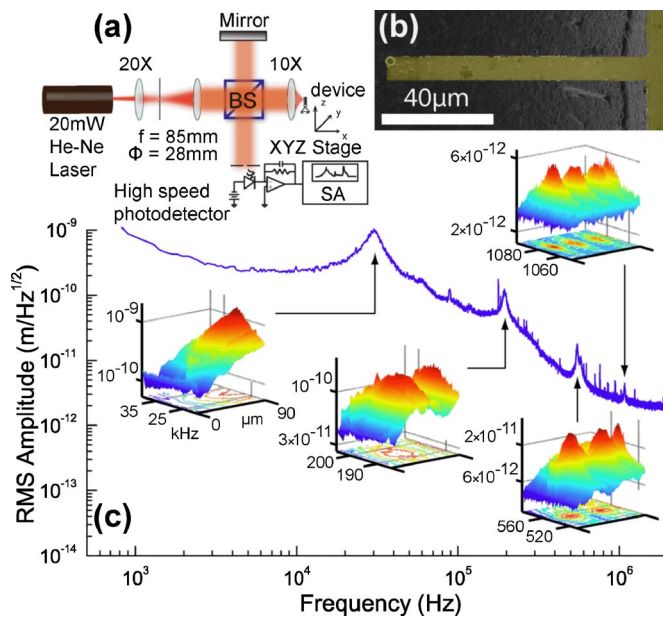 (a)
Mirror
20X
10X
BS
device
z
y
x
20mW
He-Ne
Laser
f = 85mm
Φ = 28mm
XYZ Stage
SA
High speed
photodetector
(b)
40μm
6×10⁻¹²
2×10⁻¹²
1080
1060
10⁻⁹
10⁻¹⁰
10⁻¹¹
10⁻¹²
10⁻¹³
10⁻¹⁴
RMS Amplitude (m/Hz^1/2)
10⁻⁹
10⁻¹⁰
35
25
kHz
0
μm
90
10⁻¹⁰
3×10⁻¹¹
200
190
2×10⁻¹¹
6×10⁻¹²
560
520
(c)
10³
10⁴
10⁵
10⁶
Frequency (Hz)